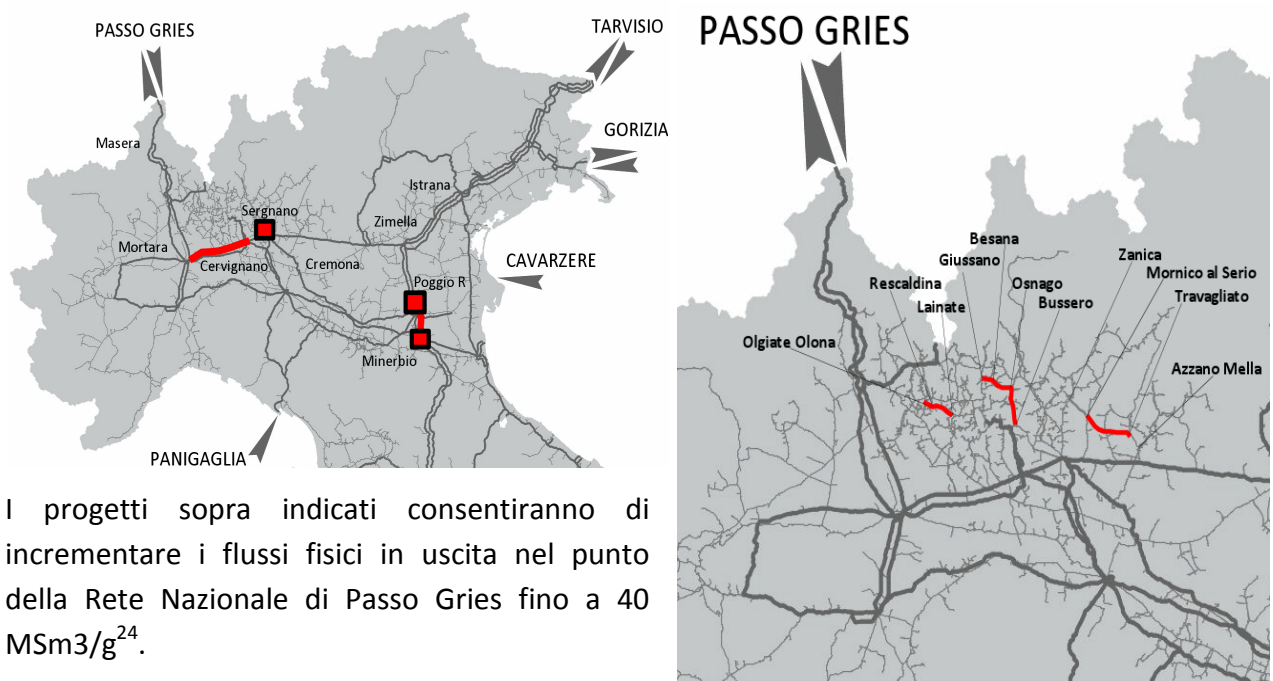 PASSO GRIES
TARVISIO
GORIZIA
Masera
Istrana
Sergnano
Zimella
Mortara
Cervignano
Cremona
CAVARZERE
Poggio R
Minerbio
PANIGAGLIA
I progetti sopra indicati consentiranno di
incrementare i flussi fisici in uscita nel punto
della Rete Nazionale di Passo Gries fino a 40
MSm3/g24.
PASSO GRIES
Besana
Giussano
Zanica
Mornico al Serio
Rescaldina
Osnago
Travagliato
Lainate
Bussero
Olgiate Olona
Azzano Mella